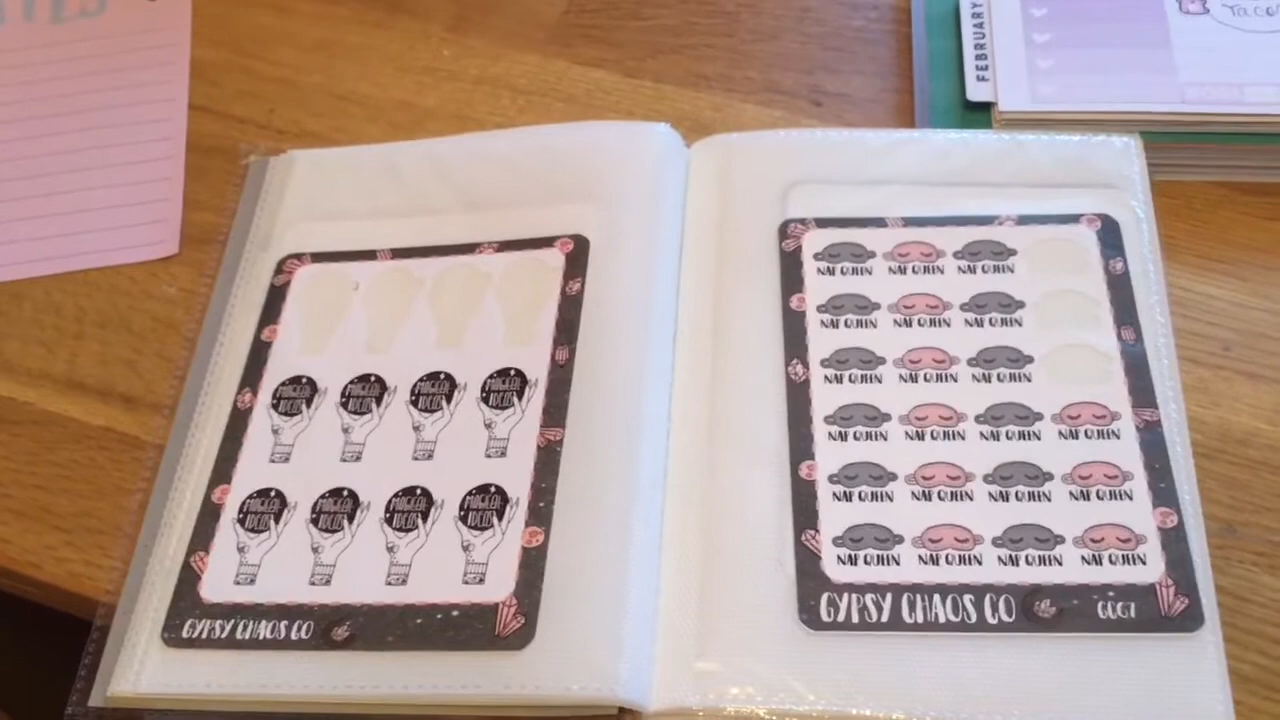 FEBRUARY
Tacos
MAGICAL IDEAS MAGICAL IDEAS MAGICAL IDEAS MAGICAL IDEAS
MAGICAL IDEAS MAGICAL IDEAS MAGICAL IDEAS MAGICAL IDEAS
GYPSY CHAOS CO
NAP QUEEN NAP QUEEN NAP QUEEN
NAP QUEEN NAP QUEEN NAP QUEEN
NAP QUEEN NAP QUEEN NAP QUEEN
NAP QUEEN NAP QUEEN NAP QUEEN NAP QUEEN
NAP QUEEN NAP QUEEN NAP QUEEN NAP QUEEN
NAP QUEEN NAP QUEEN NAP QUEEN NAP QUEEN
GYPSY CHAOS CO GCG7